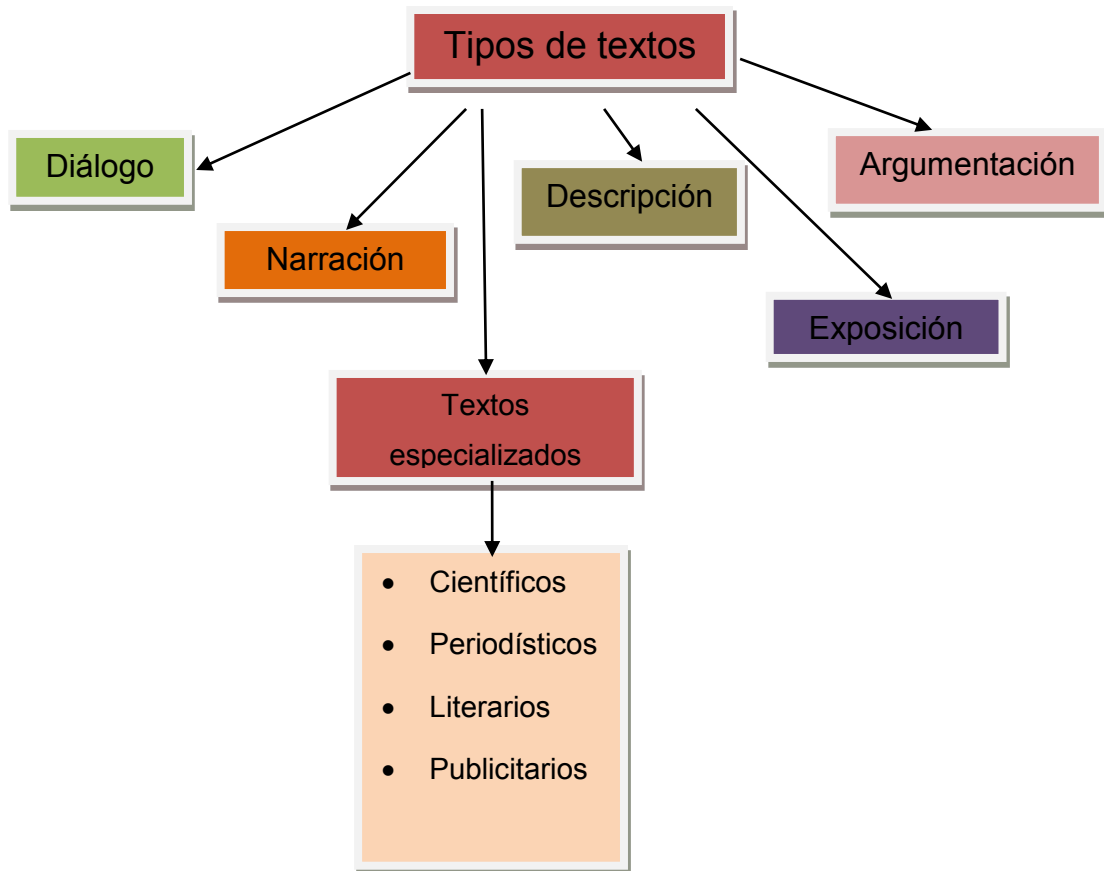 Tipos de textos
Diálogo
Narración
Descripción
Argumentación
Exposición
Textos
especializados
• Científicos
• Periodísticos
• Literarios
• Publicitarios